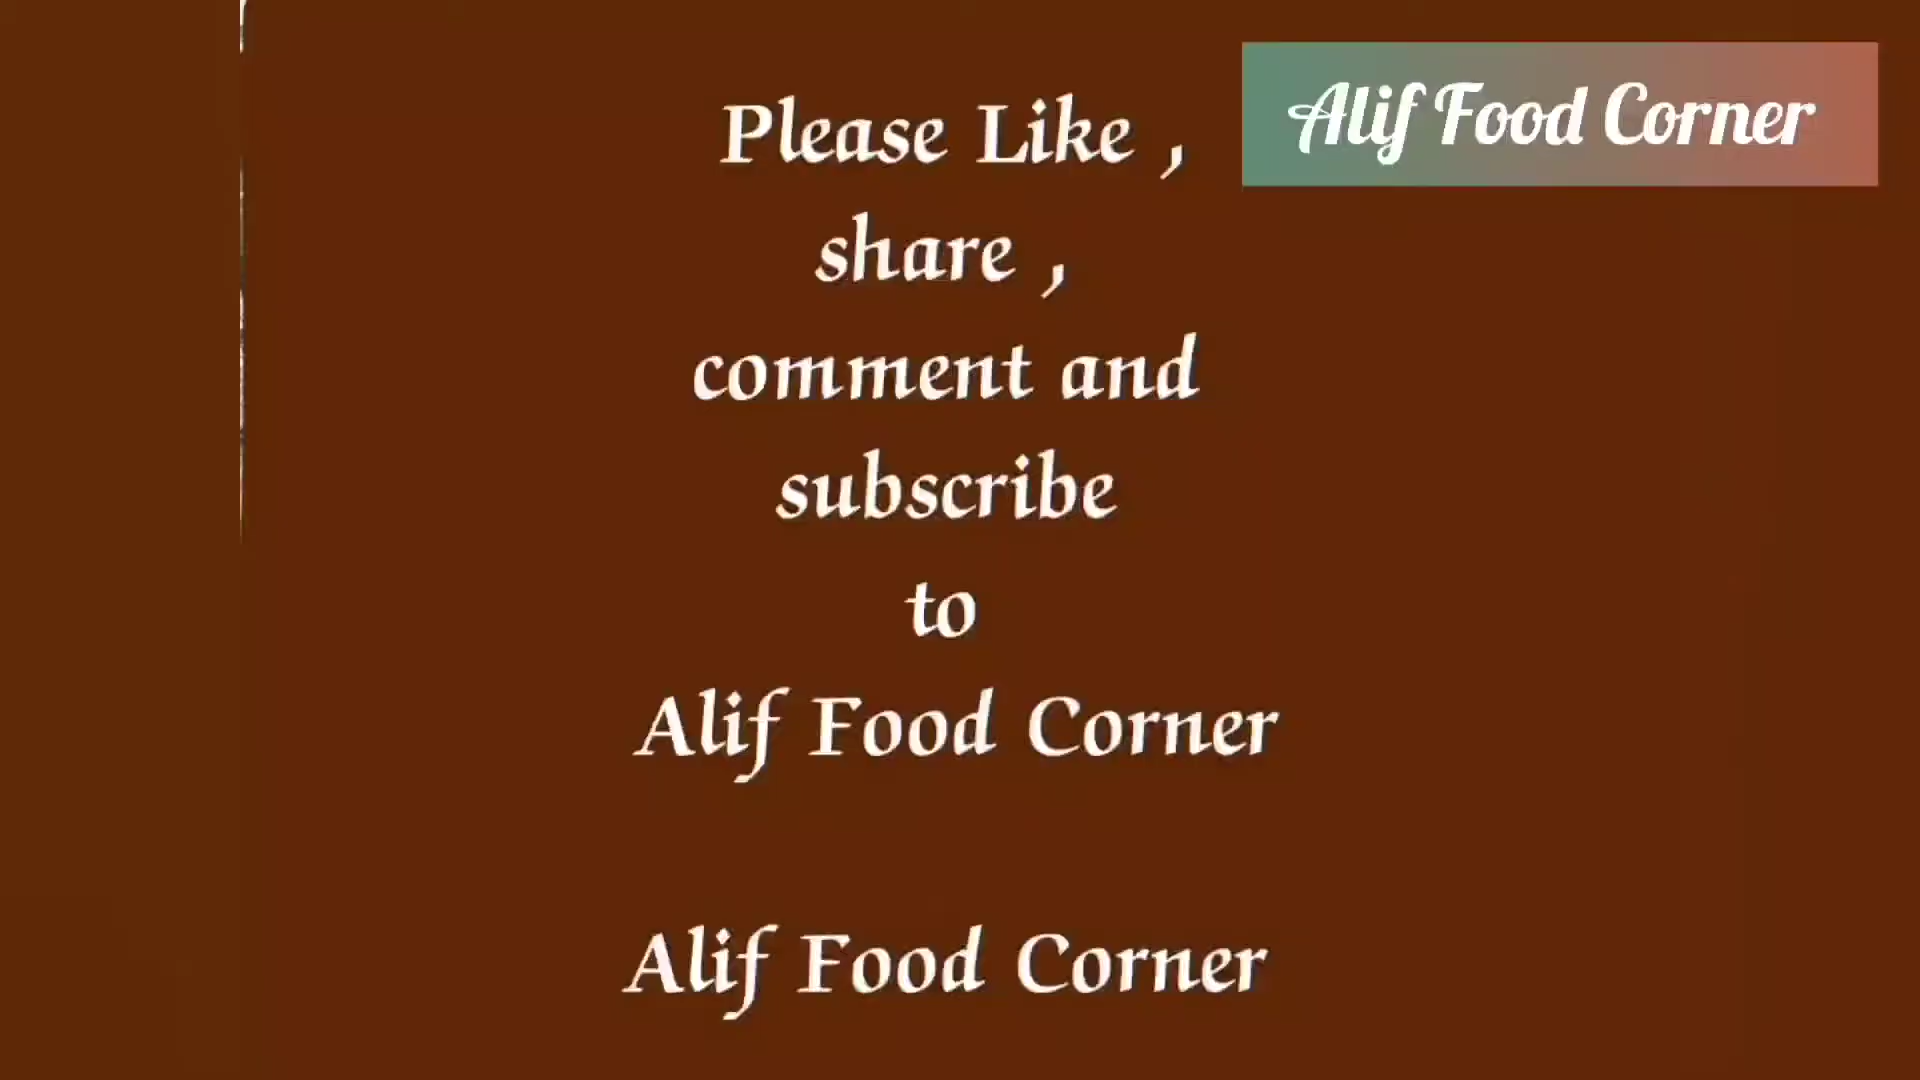 Please Like ,
Alif Food Corner
share ,
comment and
subscribe
to
Alif Food Corner
Alif Food Corner